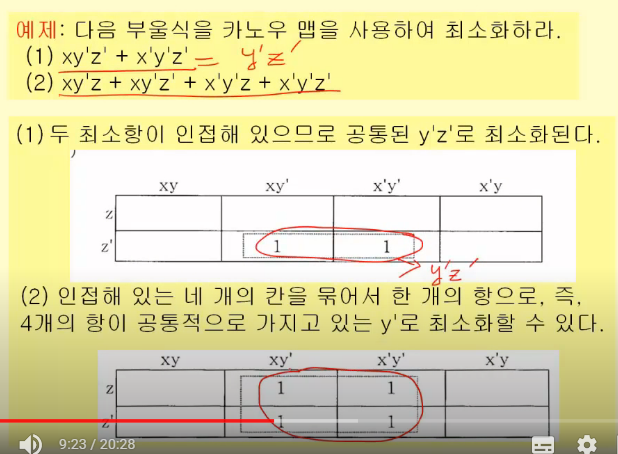 예제: 다음 부울식을 카노우 맵을 사용하여 최소화하라.
(1) xy'z' + x'y'z' = y'z'
(2) xy'z + xy'z' + x'y'z + x'y'z'
(1) 두 최소항이 인접해 있으므로 공통된 y'z'로 최소화된다.
xy xy' x'y' x'y
z
z' 1 1
y'z'
(2) 인접해 있는 네 개의 칸을 묶어서 한 개의 항으로, 즉,
4개의 항이 공통적으로 가지고 있는 y'로 최소화할 수 있다.
xy xy' x'y' x'y
z 1 1
z' 1 1
9:23 / 20:28